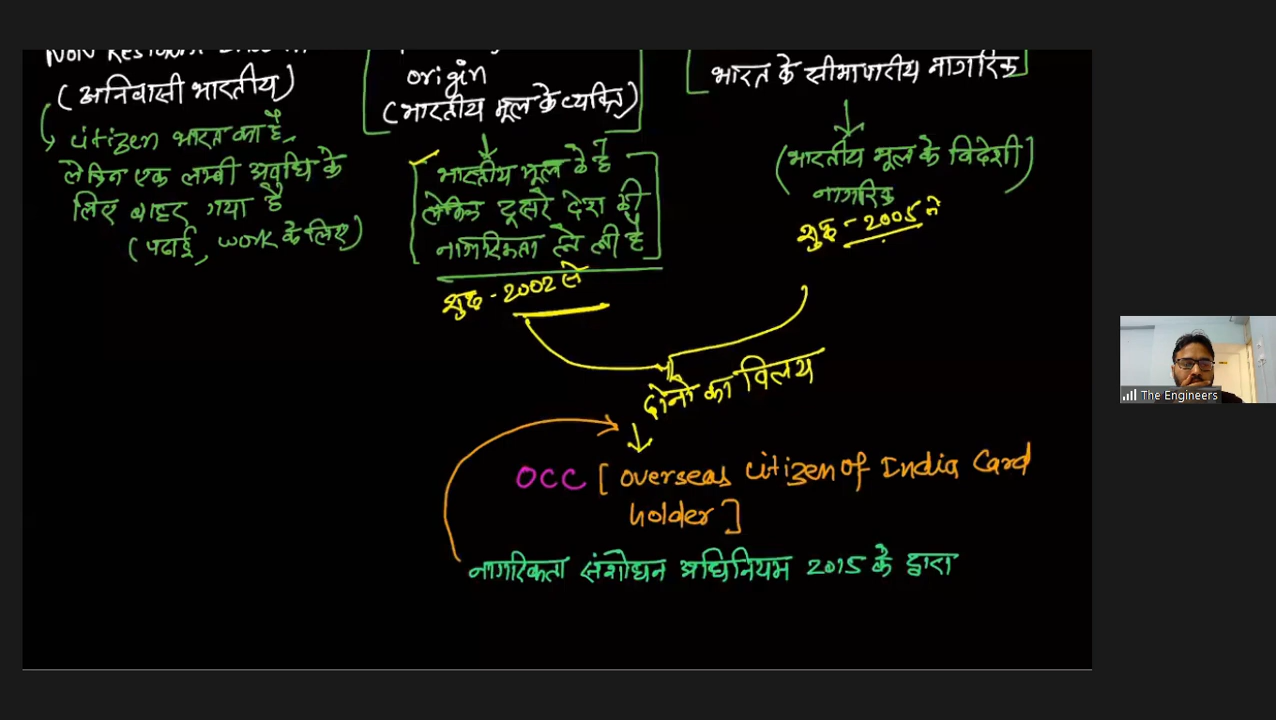 (अनिवासी भारतीय)
citizen भारत का है,
लेकिन एक लम्बी अवधि के
लिए बाहर गया है
(पढाई, work के लिए)
origin
(भारतीय मूल के व्यक्ति)
भारतीय मूल के है
लेकिन दूसरे देश की
नागरिकता ले ली है
शुरू - 2002 से
भारत के सीमापारीय नागरिक
(भारतीय मूल के विदेशी
नागरिक)
शुरू - 2005 से
दोनो का विलय
OCC [overseas citizen of India Card
holder]
नागरिकता संशोधन अधिनियम 2015 के द्वारा
The Engineers